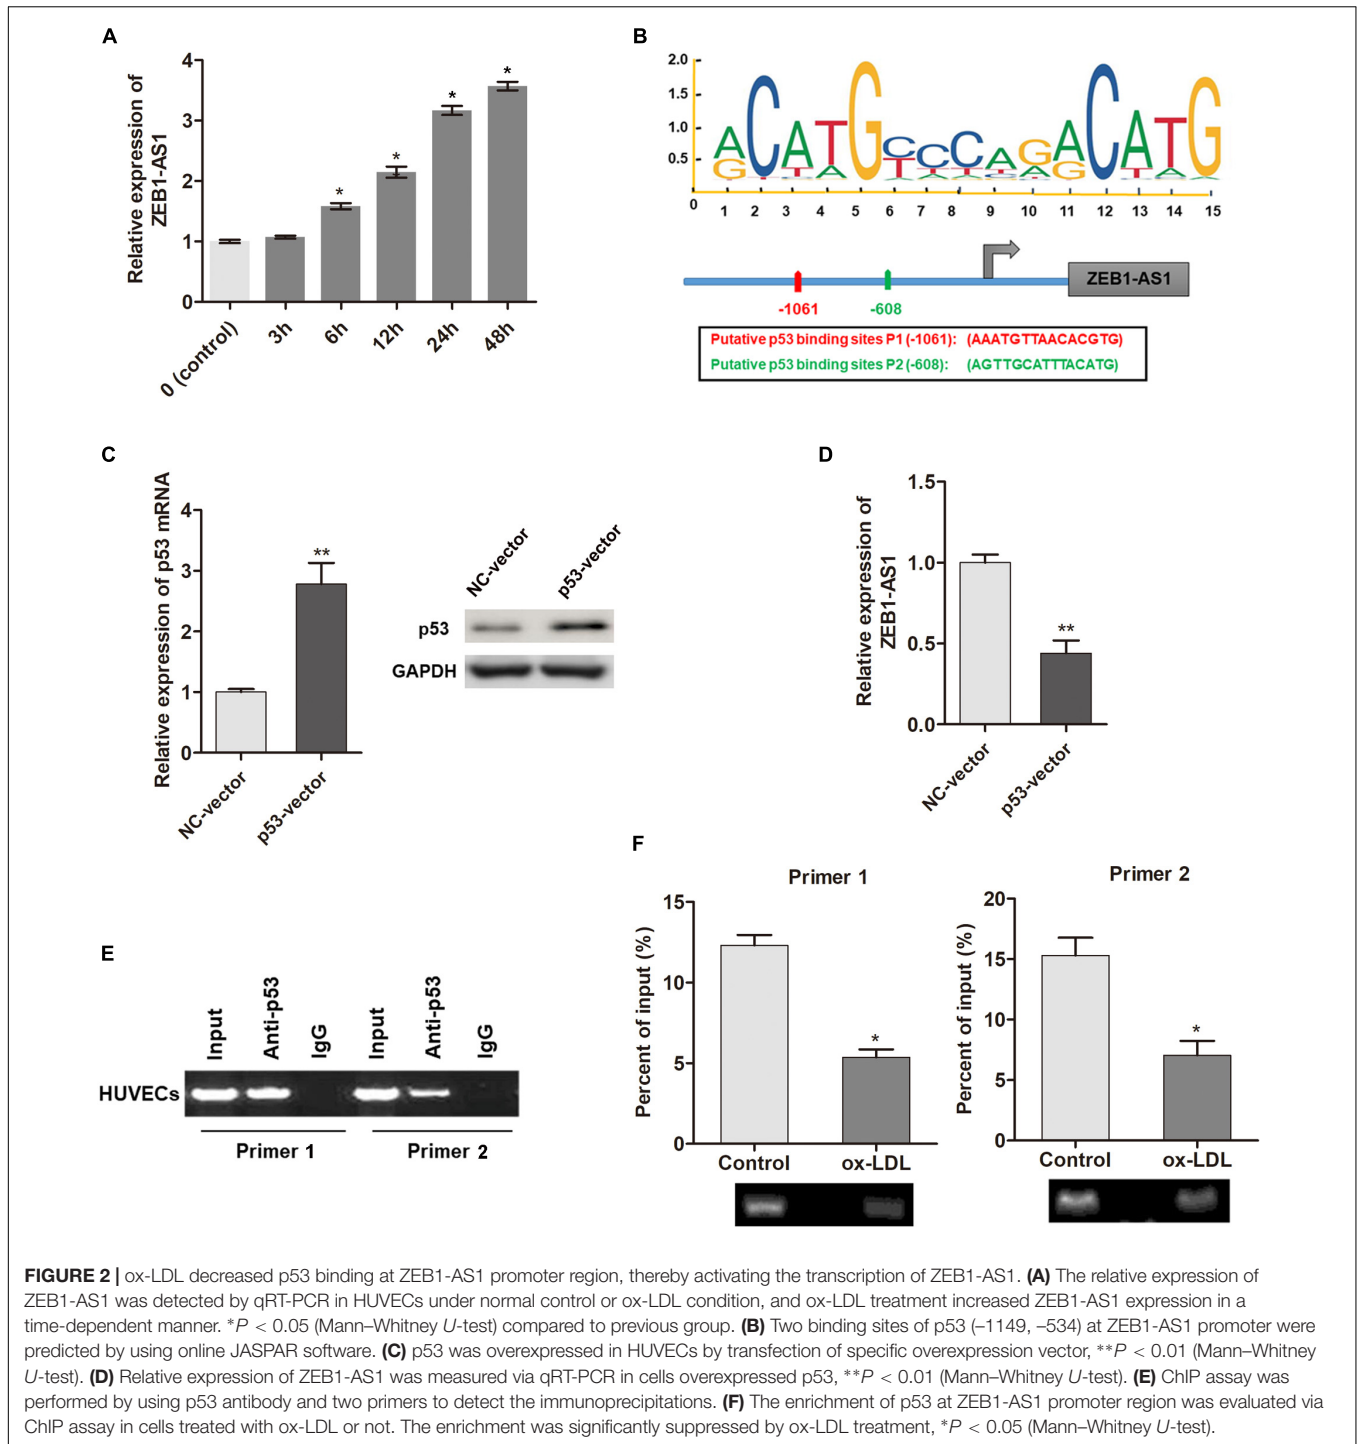 A
Relative expression of
ZEB1-AS1
4
3
2
1
0
*
*
*
*
0 (control)
3h
6h
12h
24h
48h
B
2.0
1.5
1.0
0.5
0
1 2 3 4 5 6 7 8 9 10 11 12 13 14 15
ZEB1-AS1
-1061
-608
Putative p53 binding sites P1 (-1061): (AAATGTTAACACGTG)
Putative p53 binding sites P2 (-608): (AGTTGCATTTACATG)
C
Relative expression of p53 mRNA
4
3
2
1
0
**
NC-vector
p53-vector
NC-vector
p53-vector
p53
GAPDH
D
Relative expression of
ZEB1-AS1
1.5
1.0
0.5
0.0
**
NC-vector
p53-vector
E
Input
Anti-p53
IgG
Input
Anti-p53
IgG
HUVECs
Primer 1
Primer 2
F
Primer 1
Percent of input (%)
15
10
5
0
*
Control
ox-LDL
Primer 2
Percent of input (%)
20
15
10
5
0
*
Control
ox-LDL
FIGURE 2 | ox-LDL decreased p53 binding at ZEB1-AS1 promoter region, thereby activating the transcription of ZEB1-AS1. (A) The relative expression of
ZEB1-AS1 was detected by qRT-PCR in HUVECs under normal control or ox-LDL condition, and ox-LDL treatment increased ZEB1-AS1 expression in a
time-dependent manner. *P < 0.05 (Mann–Whitney U-test) compared to previous group. (B) Two binding sites of p53 (–1149, –534) at ZEB1-AS1 promoter were
predicted by using online JASPAR software. (C) p53 was overexpressed in HUVECs by transfection of specific overexpression vector, **P < 0.01 (Mann–Whitney
U-test). (D) Relative expression of ZEB1-AS1 was measured via qRT-PCR in cells overexpressed p53, **P < 0.01 (Mann–Whitney U-test). (E) ChIP assay was
performed by using p53 antibody and two primers to detect the immunoprecipitations. (F) The enrichment of p53 at ZEB1-AS1 promoter region was evaluated via
ChIP assay in cells treated with ox-LDL or not. The enrichment was significantly suppressed by ox-LDL treatment, *P < 0.05 (Mann–Whitney U-test).